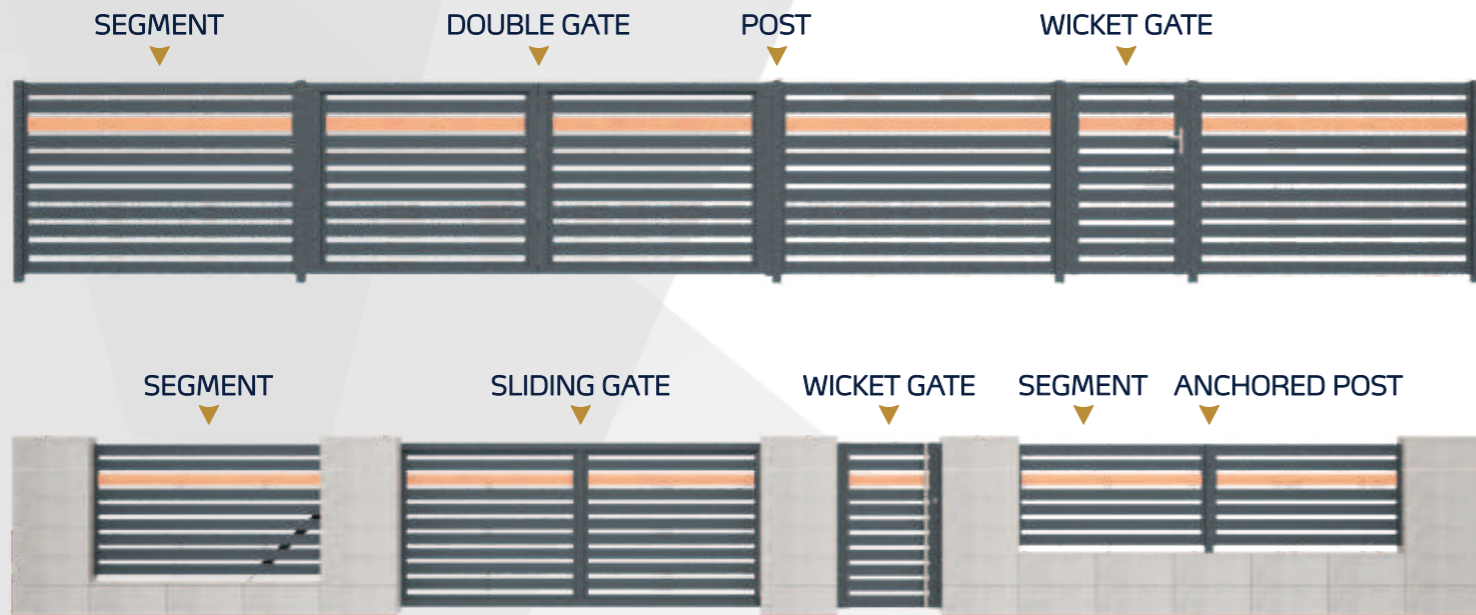 SEGMENT DOUBLE GATE POST WICKET GATE
SEGMENT SLIDING GATE WICKET GATE SEGMENT ANCHORED POST